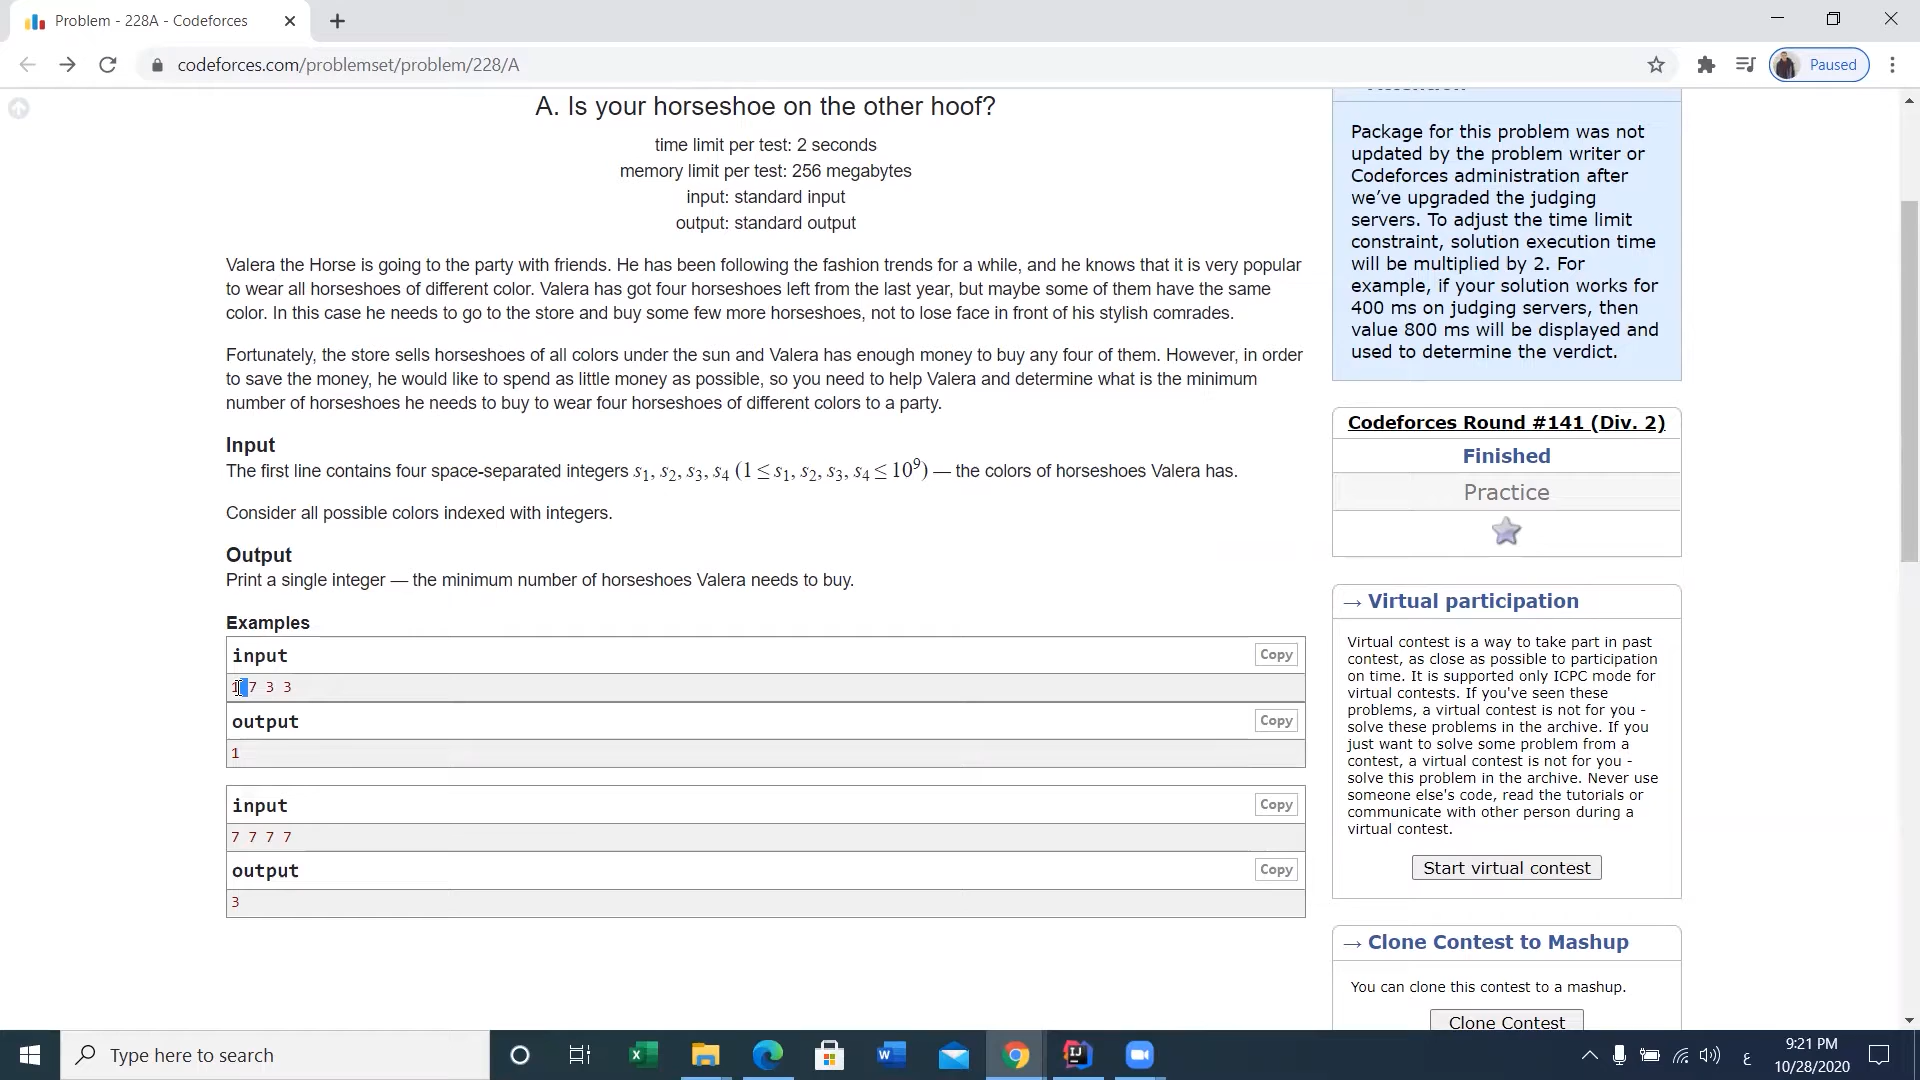 Problem - 228A - Codeforces
codeforces.com/problemset/problem/228/A
Paused
A. Is your horseshoe on the other hoof?
time limit per test: 2 seconds
memory limit per test: 256 megabytes
input: standard input
output: standard output
Valera the Horse is going to the party with friends. He has been following the fashion trends for a while, and he knows that it is very popular
to wear all horseshoes of different color. Valera has got four horseshoes left from the last year, but maybe some of them have the same
color. In this case he needs to go to the store and buy some few more horseshoes, not to lose face in front of his stylish comrades.
Fortunately, the store sells horseshoes of all colors under the sun and Valera has enough money to buy any four of them. However, in order
to save the money, he would like to spend as little money as possible, so you need to help Valera and determine what is the minimum
number of horseshoes he needs to buy to wear four horseshoes of different colors to a party.
Input
The first line contains four space-separated integers s1, s2, s3, s4 (1 ≤ s1, s2, s3, s4 ≤ 10^9) — the colors of horseshoes Valera has.
Consider all possible colors indexed with integers.
Output
Print a single integer — the minimum number of horseshoes Valera needs to buy.
Examples
input
Copy
1 7 3 3
output
Copy
1
input
Copy
7 7 7 7
output
Copy
3
Package for this problem was not
updated by the problem writer or
Codeforces administration after
we’ve upgraded the judging
servers. To adjust the time limit
constraint, solution execution time
will be multiplied by 2. For
example, if your solution works for
400 ms on judging servers, then
value 800 ms will be displayed and
used to determine the verdict.
Codeforces Round #141 (Div. 2)
Finished
Practice
→ Virtual participation
Virtual contest is a way to take part in past
contest, as close as possible to participation
on time. It is supported only ICPC mode for
virtual contests. If you've seen these
problems, a virtual contest is not for you -
solve these problems in the archive. If you
just want to solve some problem from a
contest, a virtual contest is not for you -
solve this problem in the archive. Never use
someone else's code, read the tutorials or
communicate with other person during a
virtual contest.
Start virtual contest
→ Clone Contest to Mashup
You can clone this contest to a mashup.
Clone Contest
Type here to search
ع
9:21 PM
10/28/2020